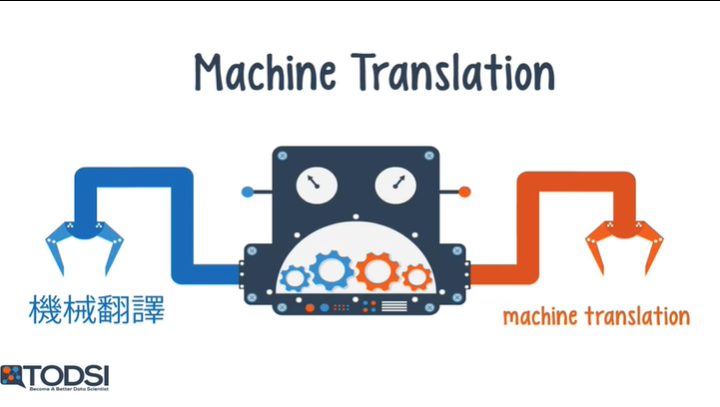 Machine Translation
機械翻譯
machine translation
TODSI
Become A Better Data Scientist